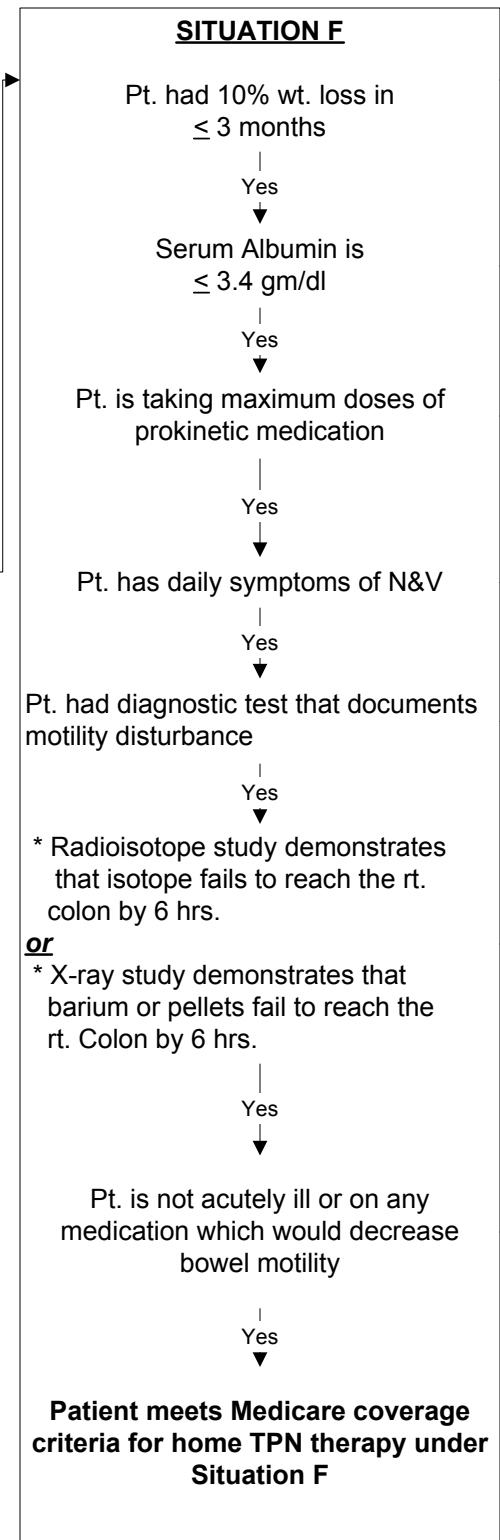 SITUATION F
Pt. had 10% wt. loss in
≤ 3 months
Yes
Serum Albumin is
≤ 3.4 gm/dl
Yes
Pt. is taking maximum doses of
prokinetic medication
Yes
Pt. has daily symptoms of N&V
Yes
Pt. had diagnostic test that documents
motility disturbance
Yes
* Radioisotope study demonstrates
that isotope fails to reach the rt.
colon by 6 hrs.
or
* X-ray study demonstrates that
barium or pellets fail to reach the
rt. Colon by 6 hrs.
Yes
Pt. is not acutely ill or on any
medication which would decrease
bowel motility
Yes
Patient meets Medicare coverage
criteria for home TPN therapy under
Situation F